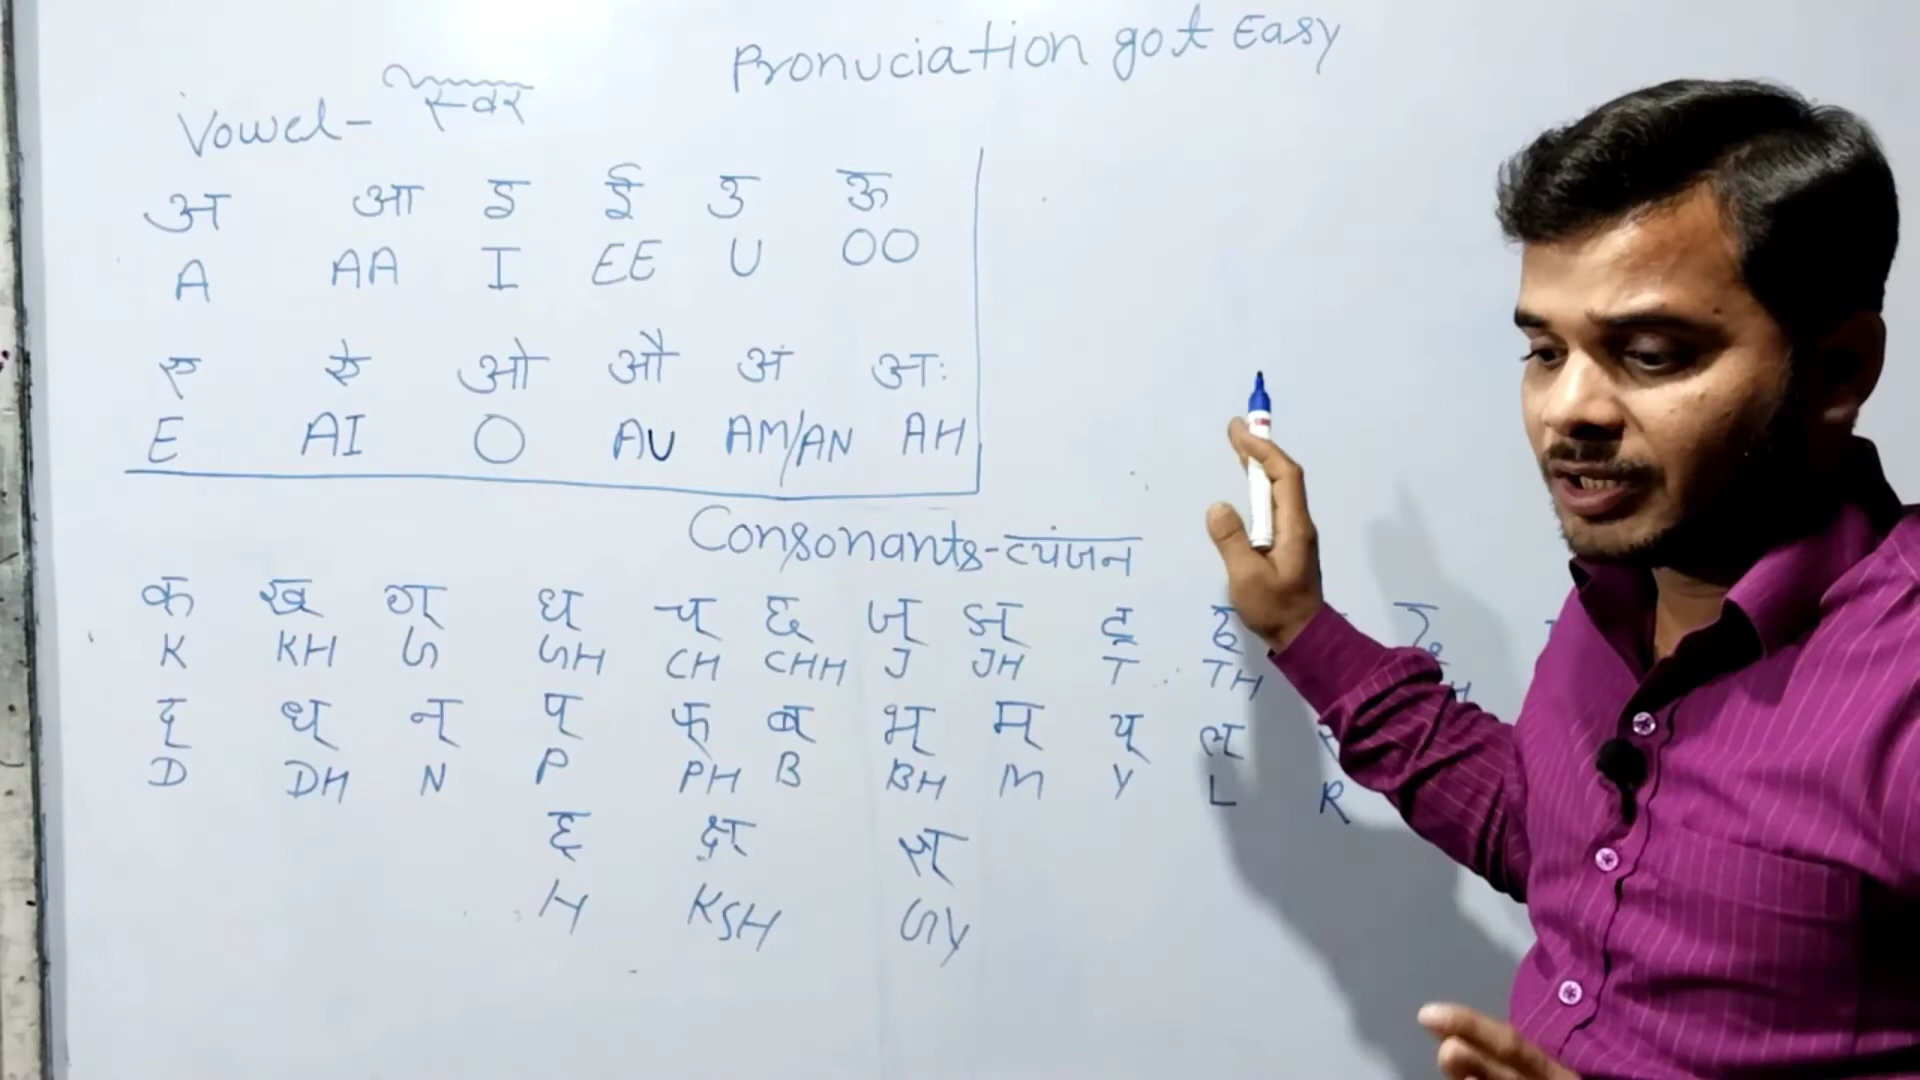 Pronuciation got Easy
Vowel- स्वर
अ आ इ ई उ ऊ
A AA I EE U OO
ए ऐ ओ औ अं अः
E AI O AU AM/AN AH
Consonants-व्यंजन
क ख् ग् घ् च् छ् ज् झ् ट्
K KH G GH CH CHH J JH T TH
द् ध् न् प् फ् ब् भ् म् य् ल्
D DH N P PH B BH M Y L R
ह् क्ष्
H KSH GY